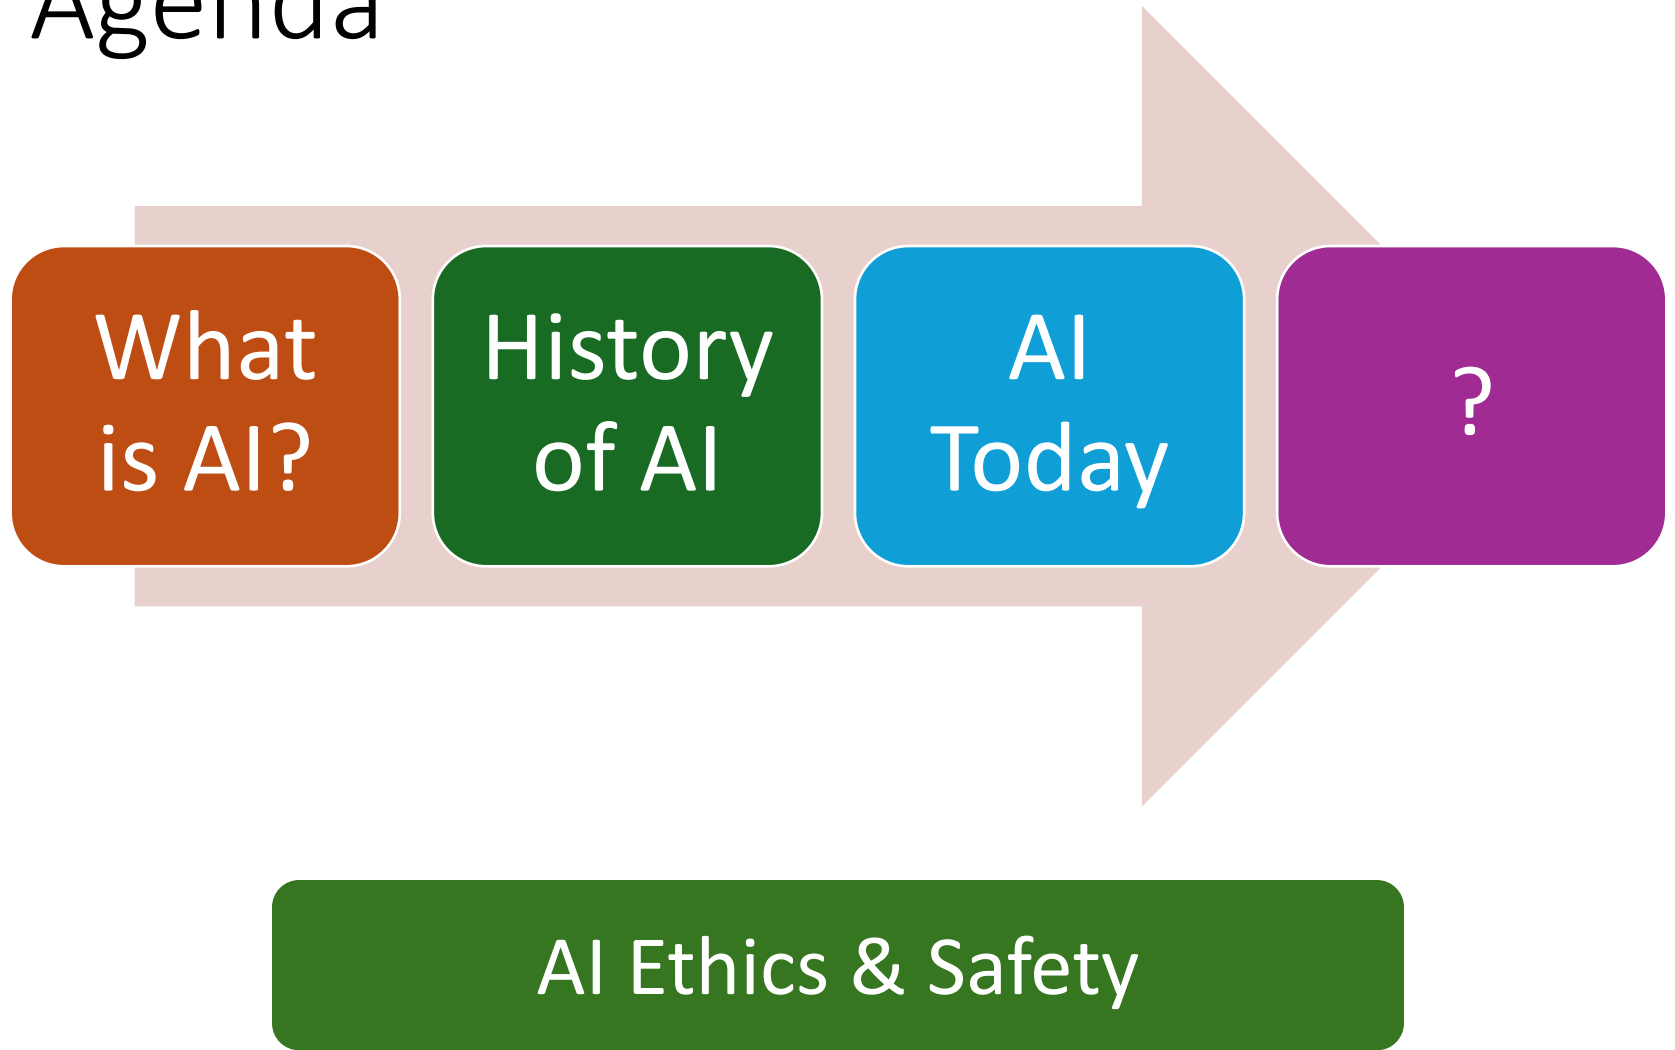 Agenda
What
is AI?
History
of AI
AI
Today
?
AI Ethics & Safety